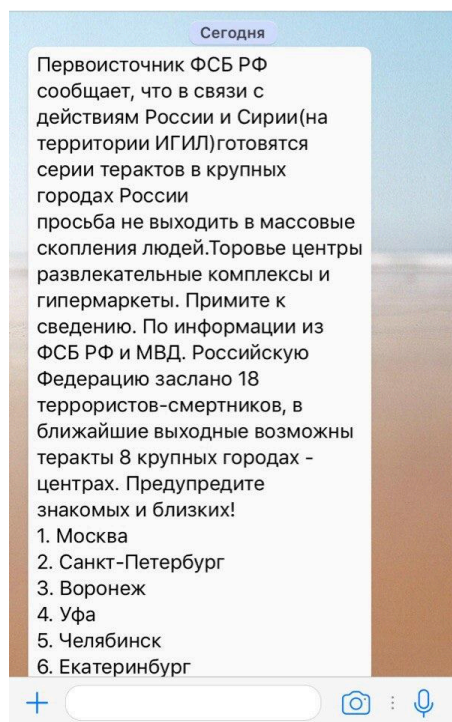 Сегодня
Первоисточник ФСБ РФ
сообщает, что в связи с
действиям России и Сирии(на
территории ИГИЛ)готовятся
серии терактов в крупных
городах России
просьба не выходить в массовые
скопления людей.Торовье центры
развлекательные комплексы и
гипермаркеты. Примите к
сведению. По информации из
ФСБ РФ и МВД. Российскую
Федерацию заслано 18
террористов-смертников, в
ближайшие выходные возможны
теракты 8 крупных городах -
центрах. Предупредите
знакомых и близких!
1. Москва
2. Санкт-Петербург
3. Воронеж
4. Уфа
5. Челябинск
6. Екатеринбург